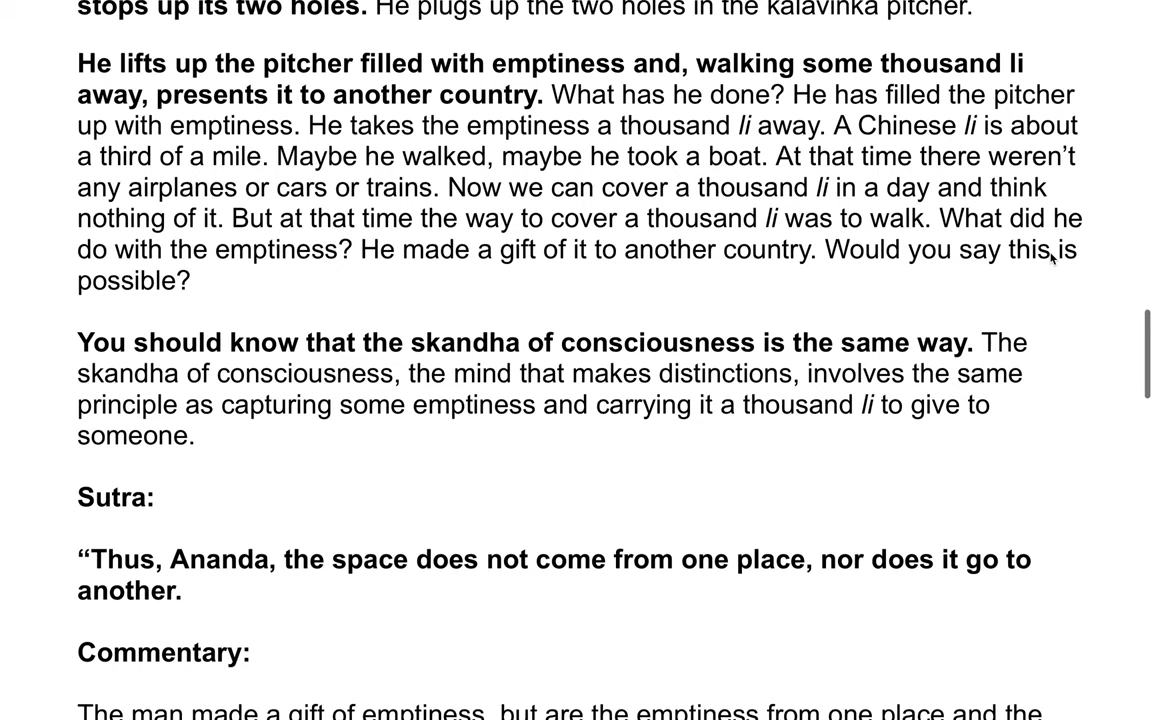 stops up its two holes. He plugs up the two holes in the kalavinka pitcher.
He lifts up the pitcher filled with emptiness and, walking some thousand li
away, presents it to another country. What has he done? He has filled the pitcher
up with emptiness. He takes the emptiness a thousand li away. A Chinese li is about
a third of a mile. Maybe he walked, maybe he took a boat. At that time there weren’t
any airplanes or cars or trains. Now we can cover a thousand li in a day and think
nothing of it. But at that time the way to cover a thousand li was to walk. What did he
do with the emptiness? He made a gift of it to another country. Would you say this is
possible?
You should know that the skandha of consciousness is the same way. The
skandha of consciousness, the mind that makes distinctions, involves the same
principle as capturing some emptiness and carrying it a thousand li to give to
someone.
Sutra:
“Thus, Ananda, the space does not come from one place, nor does it go to
another.
Commentary:
The man made a gift of emptiness, but are the emptiness from one place and the